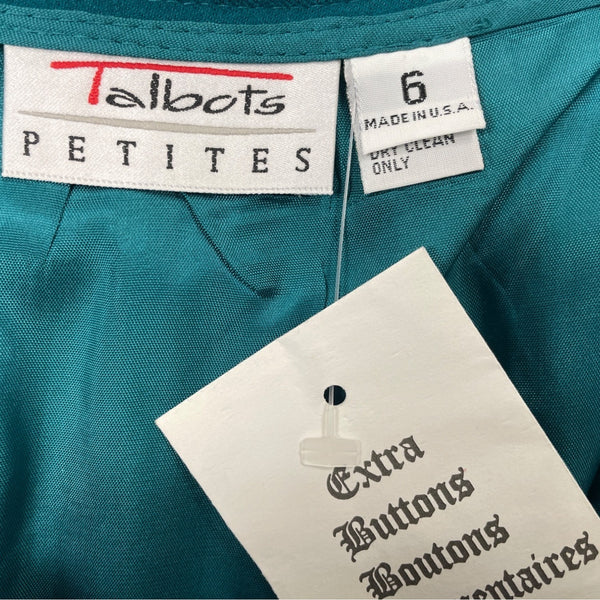 Talbots
PETITES
6
MADE IN U.S.A.
DRY CLEAN
ONLY
Extra
Buttons
Boutons